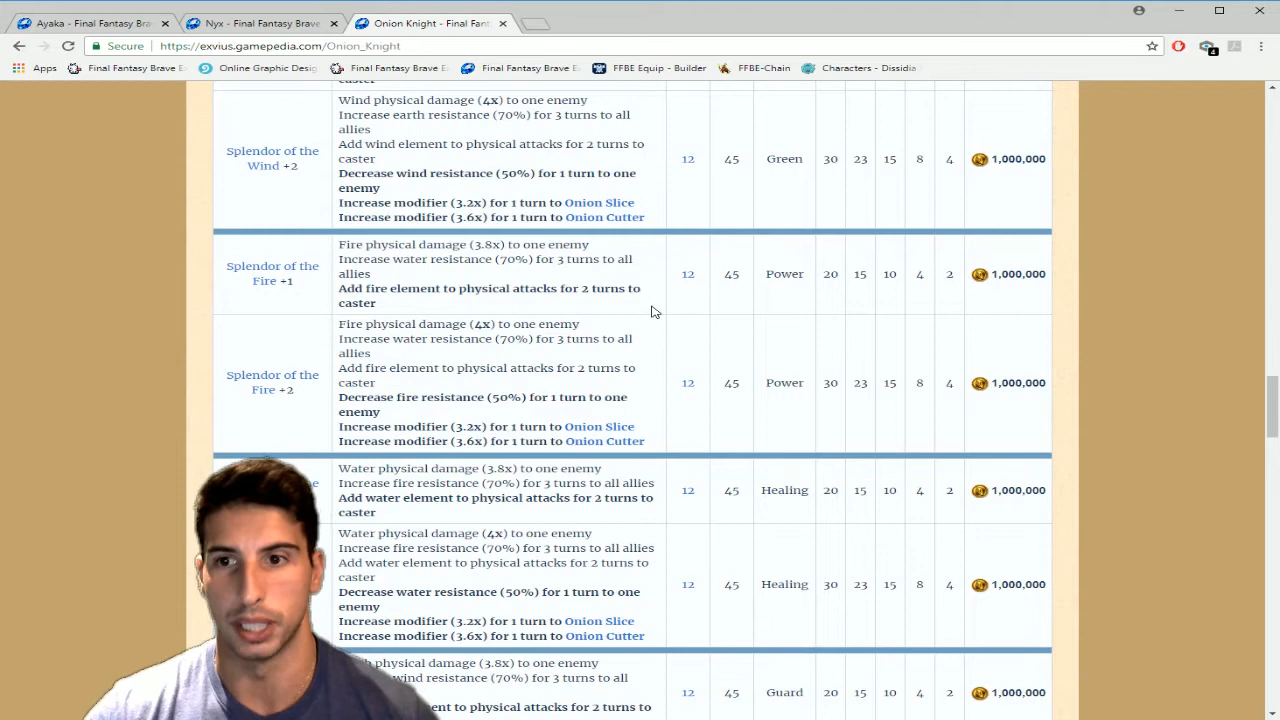 Ayaka - Final Fantasy Bra
Nyx - Final Fantasy Brave
Onion Knight - Final Fant
Secure
https://exvius.gamepedia.com/Onion_Knight
4
Apps
Final Fantasy Brave E
Online Graphic Desig
Final Fantasy Brave E
Final Fantasy Brave E
FFBE Equip - Builder
FFBE-Chain
Characters - Dissidia
caster
Splendor of the
Wind +2
Wind physical damage (4x) to one enemy
Increase earth resistance (70%) for 3 turns to all
allies
Add wind element to physical attacks for 2 turns to
caster
Decrease wind resistance (50%) for 1 turn to one
enemy
Increase modifier (3.2x) for 1 turn to Onion Slice
Increase modifier (3.6x) for 1 turn to Onion Cutter
12 45 Green 30 23 15 8 4 1,000,000
Splendor of the
Fire +1
Fire physical damage (3.8x) to one enemy
Increase water resistance (70%) for 3 turns to all
allies
Add fire element to physical attacks for 2 turns to
caster
12 45 Power 20 15 10 4 2 1,000,000
Splendor of the
Fire +2
Fire physical damage (4x) to one enemy
Increase water resistance (70%) for 3 turns to all
allies
Add fire element to physical attacks for 2 turns to
caster
Decrease fire resistance (50%) for 1 turn to one
enemy
Increase modifier (3.2x) for 1 turn to Onion Slice
Increase modifier (3.6x) for 1 turn to Onion Cutter
12 45 Power 30 23 15 8 4 1,000,000
Water physical damage (3.8x) to one enemy
Increase fire resistance (70%) for 3 turns to all allies
Add water element to physical attacks for 2 turns to
caster
12 45 Healing 20 15 10 4 2 1,000,000
Water physical damage (4x) to one enemy
Increase fire resistance (70%) for 3 turns to all allies
Add water element to physical attacks for 2 turns to
caster
Decrease water resistance (50%) for 1 turn to one
enemy
Increase modifier (3.2x) for 1 turn to Onion Slice
Increase modifier (3.6x) for 1 turn to Onion Cutter
12 45 Healing 30 23 15 8 4 1,000,000
physical damage (3.8x) to one enemy
wind resistance (70%) for 3 turns to all
element to physical attacks for 2 turns to
12 45 Guard 20 15 10 4 2 1,000,000